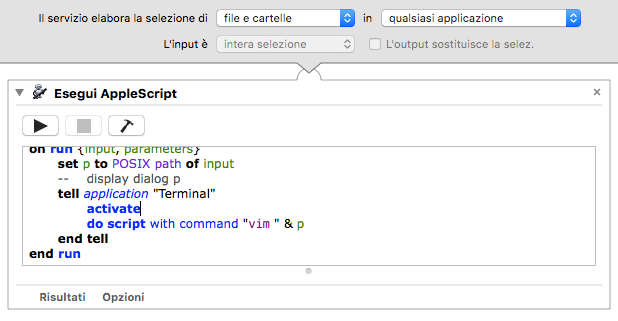 Il servizio elabora la selezione di file e cartelle in qualsiasi applicazione
L'input è intera selezione L'output sostituisce la selez.
Esegui AppleScript
on run {input, parameters}
set p to POSIX path of input
-- display dialog p
tell application "Terminal"
activate
do script with command "vim " & p
end tell
end run
Risultati Opzioni